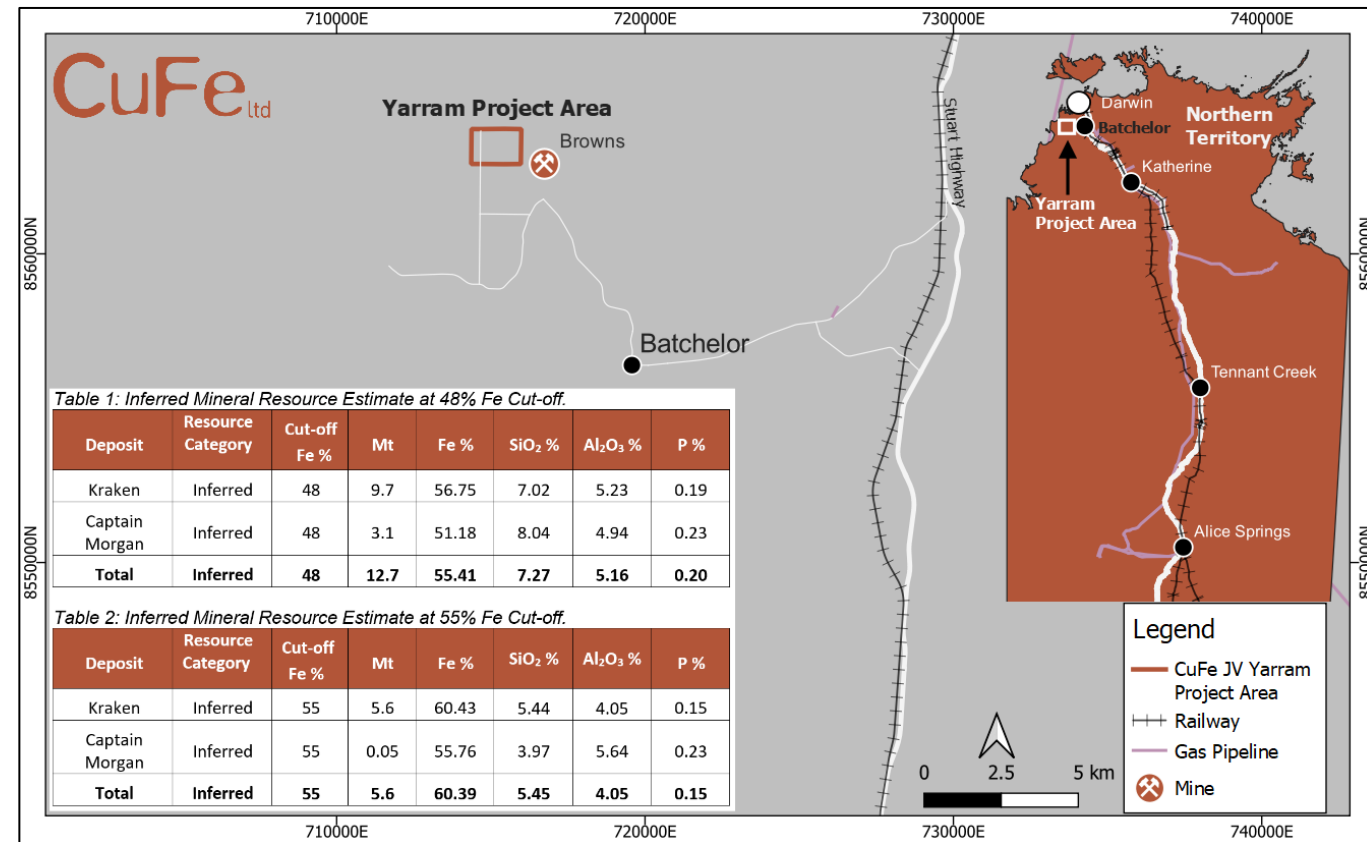 710000E 720000E 730000E 740000E
CuFe ltd
Yarram Project Area
Browns
Stuart Highway
Batchelor
8560000N
8550000N
Darwin
Northern
Territory
Batchelor
Katherine
Yarram
Project Area
Tennant Creek
Alice Springs
8560000N
8550000N
Table 1: Inferred Mineral Resource Estimate at 48% Fe Cut-off.
Deposit Resource Category Cut-off Fe % Mt Fe % SiO₂ % Al₂O₃ % P %
Kraken Inferred 48 9.7 56.75 7.02 5.23 0.19
Captain Morgan Inferred 48 3.1 51.18 8.04 4.94 0.23
Total Inferred 48 12.7 55.41 7.27 5.16 0.20
Table 2: Inferred Mineral Resource Estimate at 55% Fe Cut-off.
Deposit Resource Category Cut-off Fe % Mt Fe % SiO₂ % Al₂O₃ % P %
Kraken Inferred 55 5.6 60.43 5.44 4.05 0.15
Captain Morgan Inferred 55 0.05 55.76 3.97 5.64 0.23
Total Inferred 55 5.6 60.39 5.45 4.05 0.15
0 2.5 5 km
Legend
CuFe JV Yarram
Project Area
Railway
Gas Pipeline
Mine
710000E 720000E 730000E 740000E